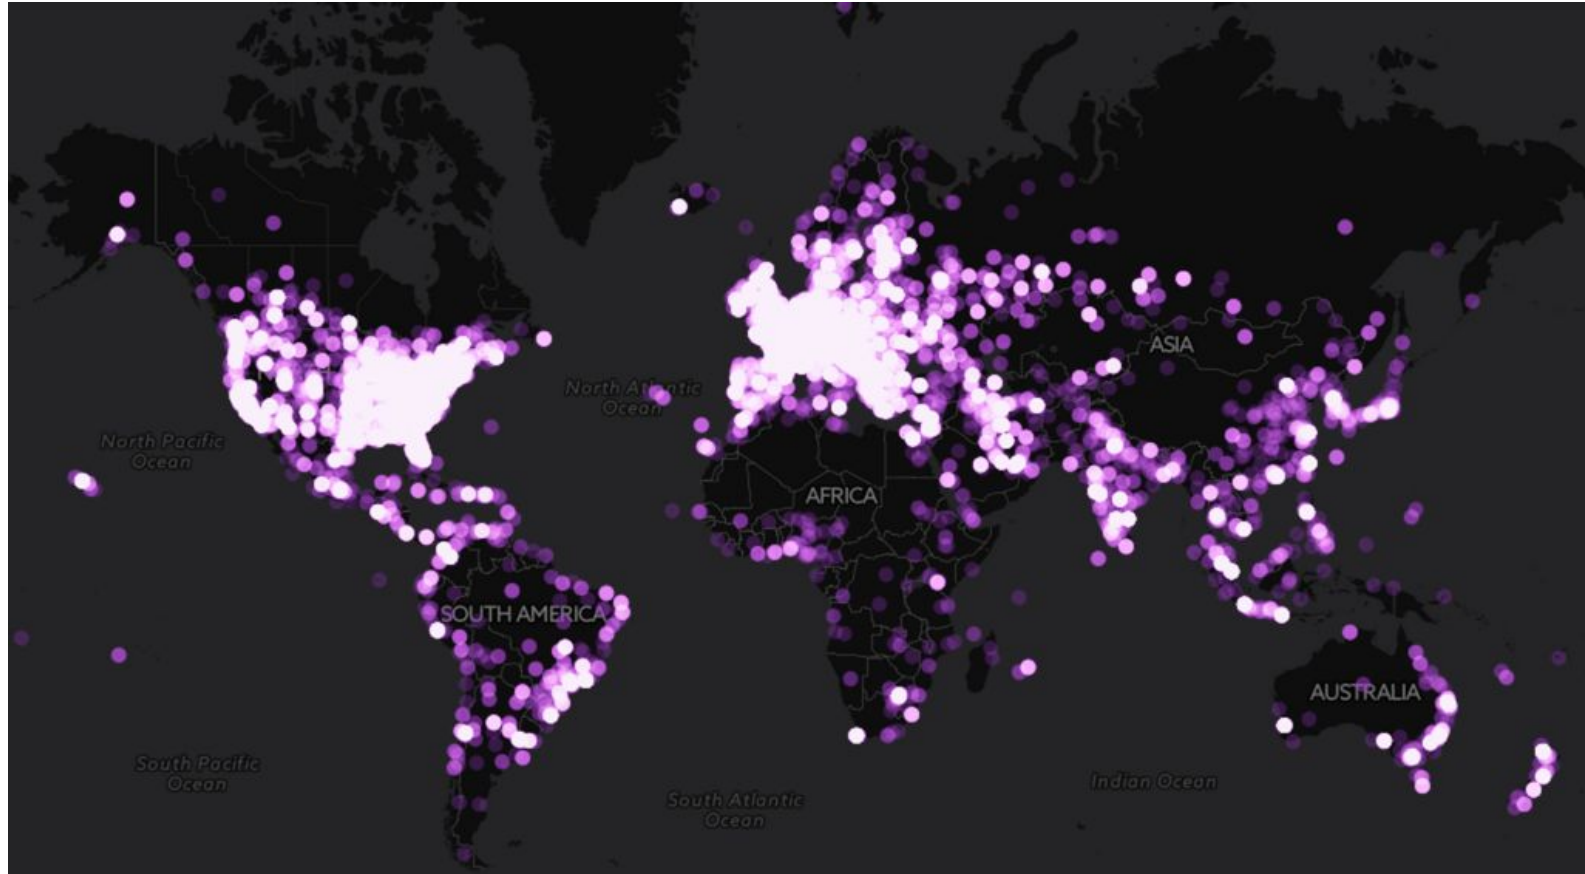 ASIA
North Atlantic
Ocean
North Pacific
Ocean
AFRICA
SOUTH AMERICA
AUSTRALIA
South Pacific
Ocean
Indian Ocean
South Atlantic
Ocean